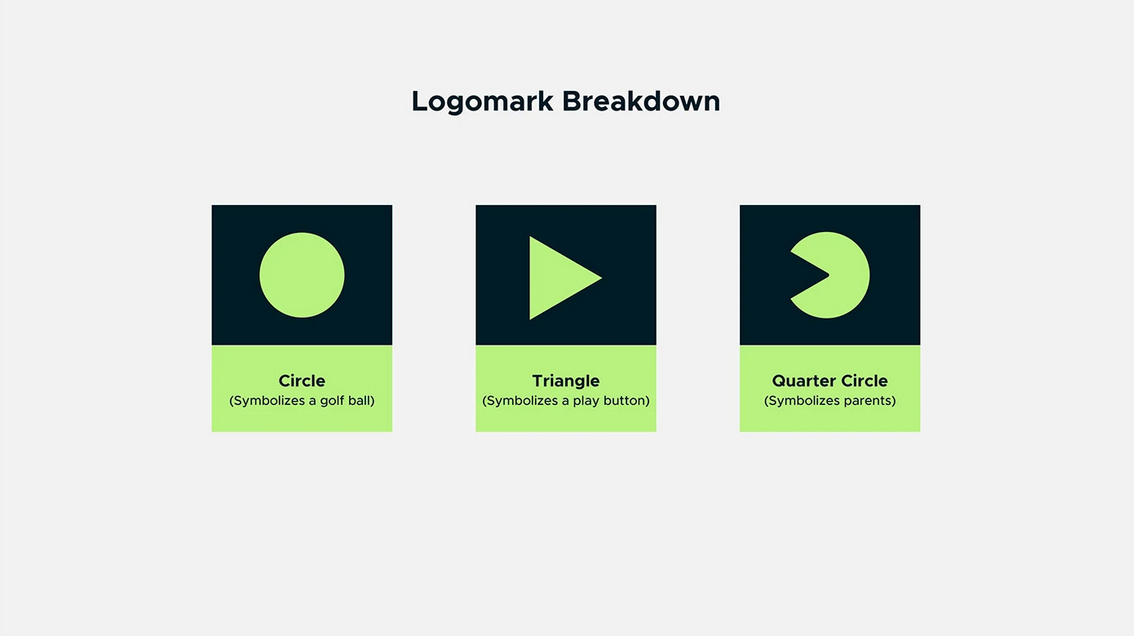 Logomark Breakdown
Circle
(Symbolizes a golf ball)
Triangle
(Symbolizes a play button)
Quarter Circle
(Symbolizes parents)